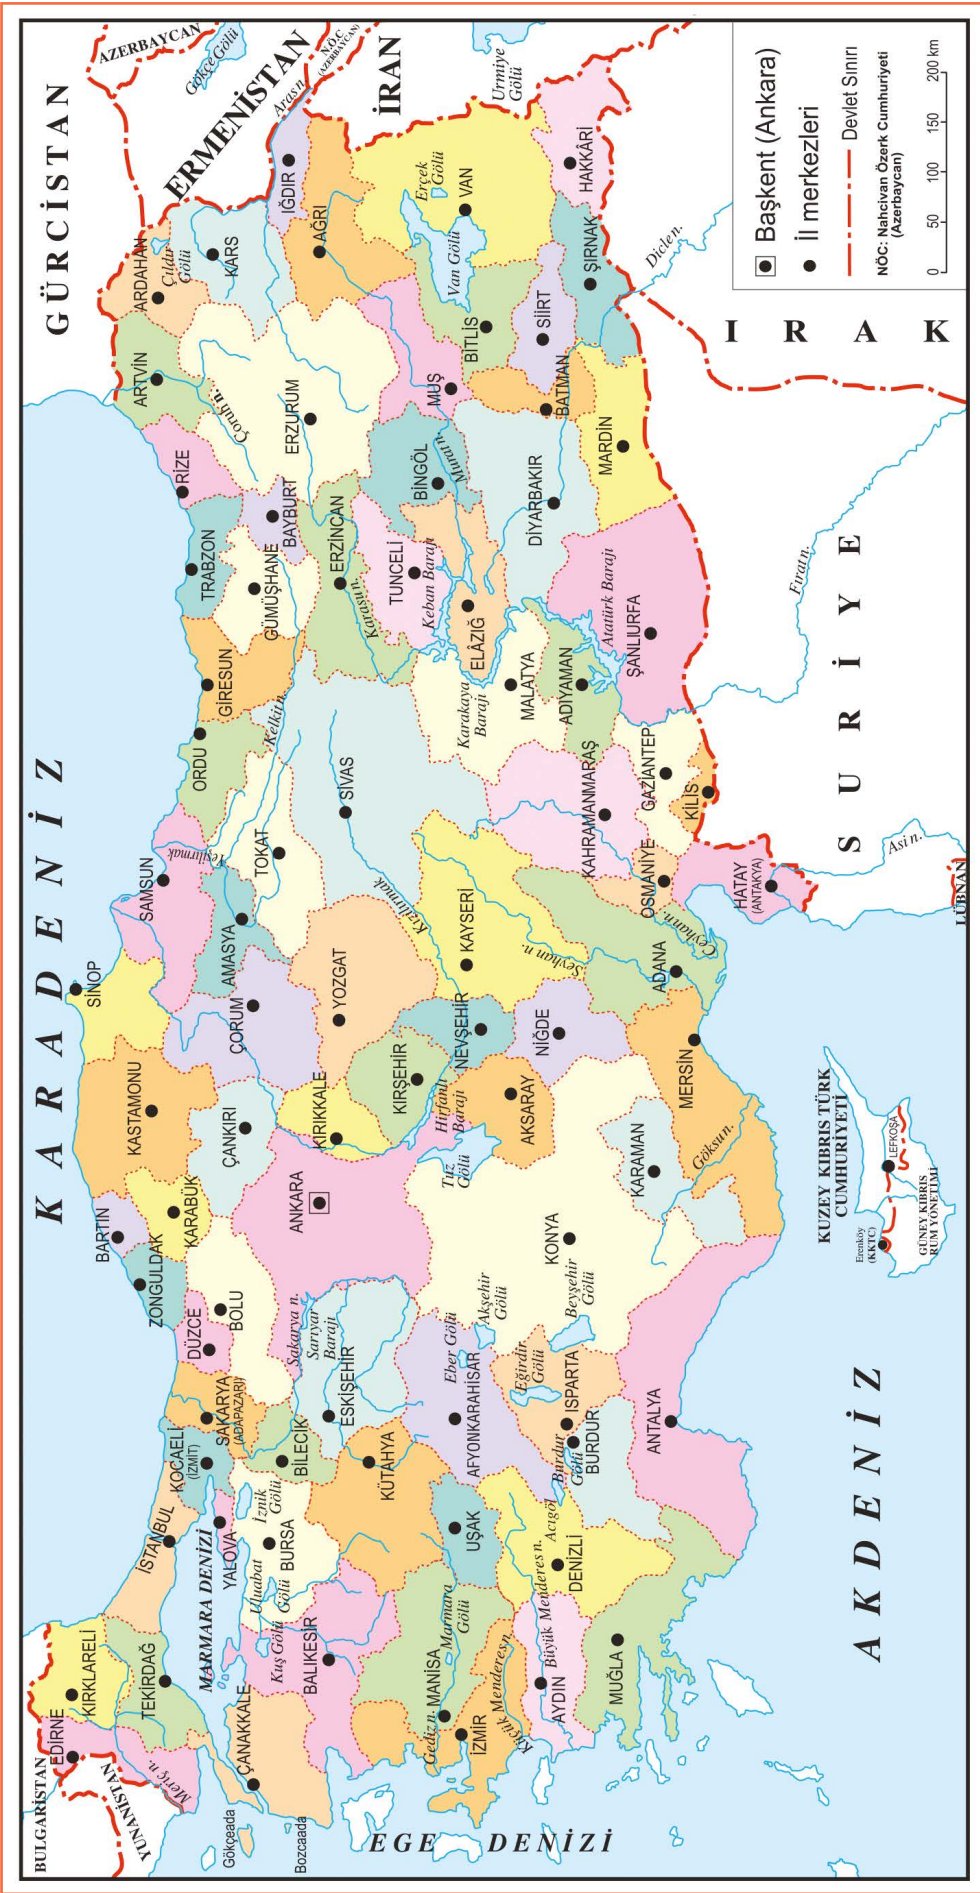 BULGARİSTAN
YUNANİSTAN
GÜRCİSTAN
AZERBAYCAN
Gökçe Gölü
ERMENİSTAN
N.Ö.C
(AZERBAYCAN)
Aras n.
İRAN
Urmiye
Gölü
K A R A D E N İ Z
EDİRNE
KIRKLARELİ
TEKİRDAĞ
Meriç n.
İSTANBUL
MARMARA DENİZİ
KOCAELİ
(İZMİT)
YALOVA
SAKARYA
(ADAPAZARI)
DÜZCE
ZONGULDAK
BARTIN
KARABÜK
BOLU
KASTAMONU
SİNOP
ÇANKIRI
ÇORUM
SAMSUN
AMASYA
Yeşilırmak
TOKAT
ORDU
Kelkit n.
GİRESUN
GÜMÜŞHANE
TRABZON
BAYBURT
RİZE
Çoruh n.
ARTVİN
ARDAHAN
Çıldır
Gölü
KARS
IĞDIR
AĞRI
ERZURUM
ERZİNCAN
Karasu n.
Gökçeada
Bozcaada
ÇANAKKALE
Kuş Gölü
Uluabat
Gölü
İznik
Gölü
BURSA
BALIKESİR
BİLECİK
KÜTAHYA
ESKİŞEHİR
Sakarya n.
Sarıyar
Barajı
ANKARA
KIRIKKALE
KIRŞEHİR
Hirfanlı
Barajı
YOZGAT
Kızılırmak
SİVAS
KAYSERİ
NEVŞEHİR
TUNCELİ
Keban Barajı
BİNGÖL
Murat n.
MUŞ
ELÂZIĞ
Karakaya
Barajı
MALATYA
BİTLİS
Van Gölü
Erçek
Gölü
VAN
HAKKÂRİ
ŞIRNAK
SİİRT
BATMAN
MARDİN
DİYARBAKIR
Atatürk Barajı
ŞANLIURFA
ADIYAMAN
KAHRAMANMARAŞ
GAZİANTEP
KİLİS
OSMANİYE
HATAY
(ANTAKYA)
Ceyhan n.
Seyhan n.
ADANA
NİĞDE
AKSARAY
Tuz
Gölü
MERSİN
Göksu n.
KARAMAN
KONYA
Akşehir
Gölü
Beyşehir
Gölü
Eber Gölü
AFYONKARAHİSAR
Eğirdir
Gölü
ISPARTA
Burdur
Gölü
BURDUR
ANTALYA
UŞAK
Acıgöl
DENİZLİ
Büyük Menderes n.
MANİSA
Marmara
Gölü
Gediz n.
İZMİR
Küçük Menderes n.
AYDIN
MUĞLA
EGE DENİZİ
A K D E N İ Z
KUZEY KIBRIS TÜRK
CUMHURİYETİ
LEFKOŞA
Erenköy
(KKTC)
GÜNEY KIBRIS
RUM YÖNETİMİ
LÜBNAN
Asi n.
S U R İ Y E
Fırat n.
Dicle n.
I R A K
Başkent (Ankara)
İl merkezleri
Devlet Sınırı
NÖC: Nahcivan Özerk Cumhuriyeti
(Azerbaycan)
0 50 100 150 200 km